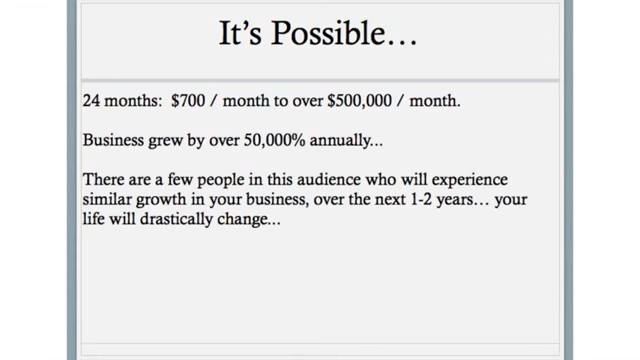 It's Possible…
24 months:  $700 / month to over $500,000 / month.
Business grew by over 50,000% annually...
There are a few people in this audience who will experience
similar growth in your business, over the next 1-2 years… your
life will drastically change...